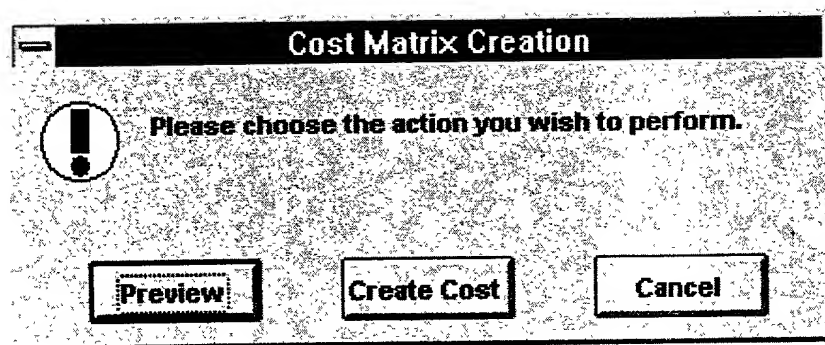 Cost Matrix Creation
Please choose the action you wish to perform.
Preview
Create Cost
Cancel